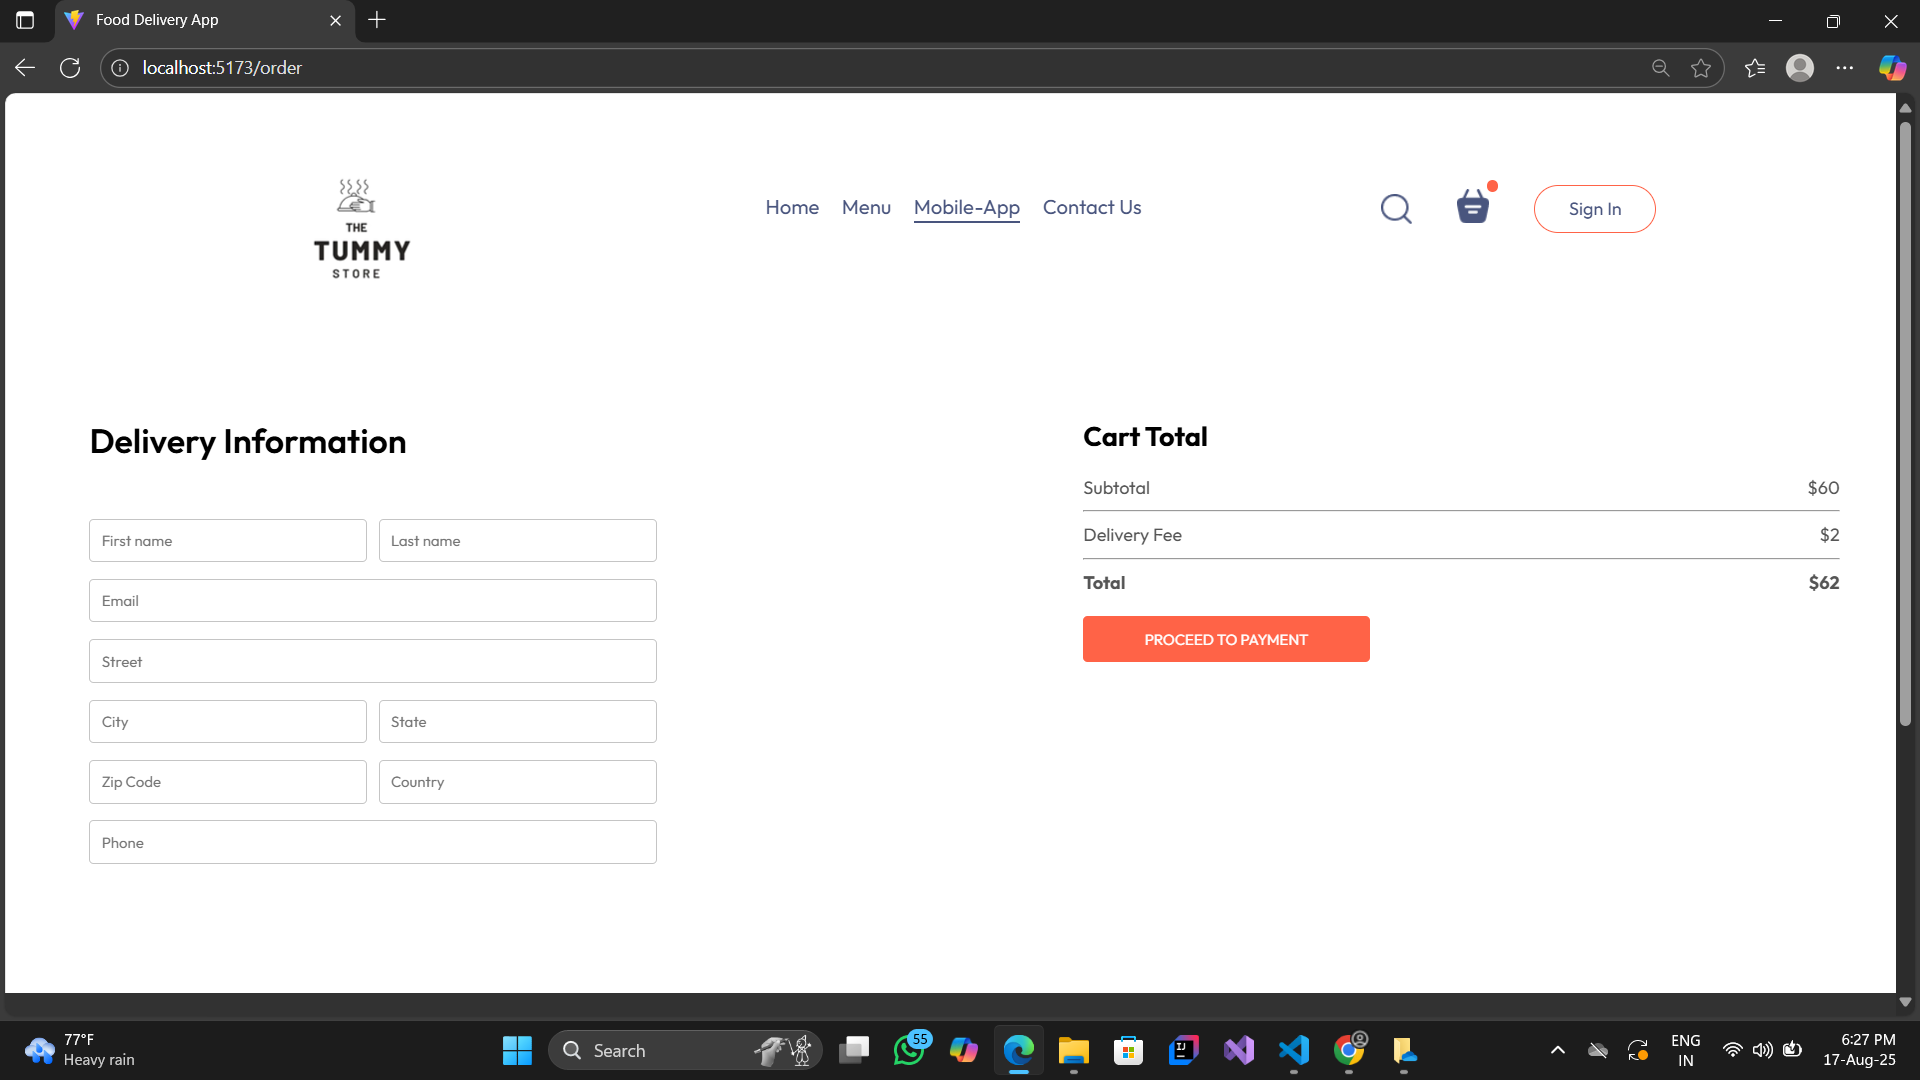 Food Delivery App
localhost:5173/order
THE
TUMMY
STORE
Home Menu Mobile-App Contact Us
Sign In
Delivery Information
First name Last name
Email
Street
City State
Zip Code Country
Phone
Cart Total
Subtotal $60
Delivery Fee $2
Total $62
PROCEED TO PAYMENT
77°F
Heavy rain
Search
55
IJ
ENG
IN
6:27 PM
17-Aug-25